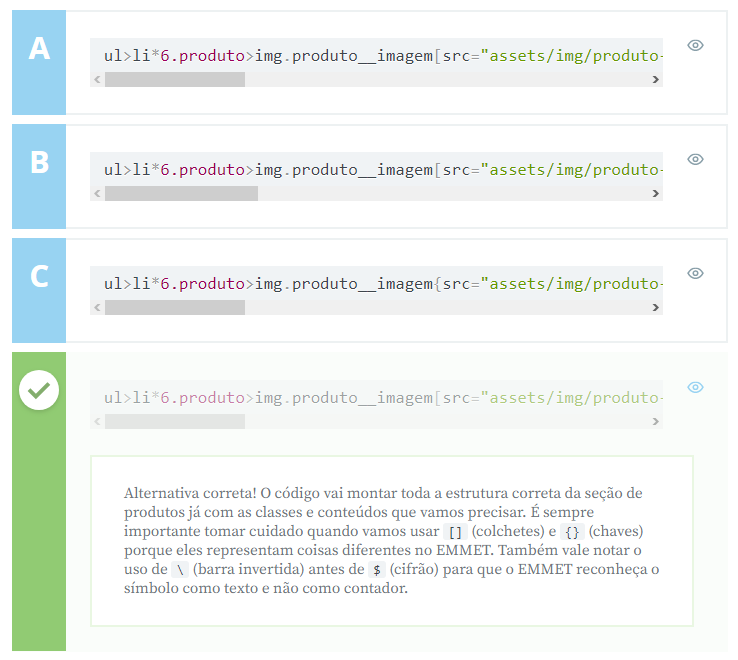 A
ul>li*6.produto>img.produto__imagem[src="assets/img/produto-
B
ul>li*6.produto>img.produto__imagem[src="assets/img/produto-
C
ul>li*6.produto>img.produto__imagem{src="assets/img/produto-
ul>li*6.produto>img.produto__imagem[src="assets/img/produto-
Alternativa correta! O código vai montar toda a estrutura correta da seção de
produtos já com as classes e conteúdos que vamos precisar. É sempre
importante tomar cuidado quando vamos usar [] (colchetes) e {} (chaves)
porque eles representam coisas diferentes no EMMET. Também vale notar o
uso de \ (barra invertida) antes de $ (cifrão) para que o EMMET reconheça o
símbolo como texto e não como contador.